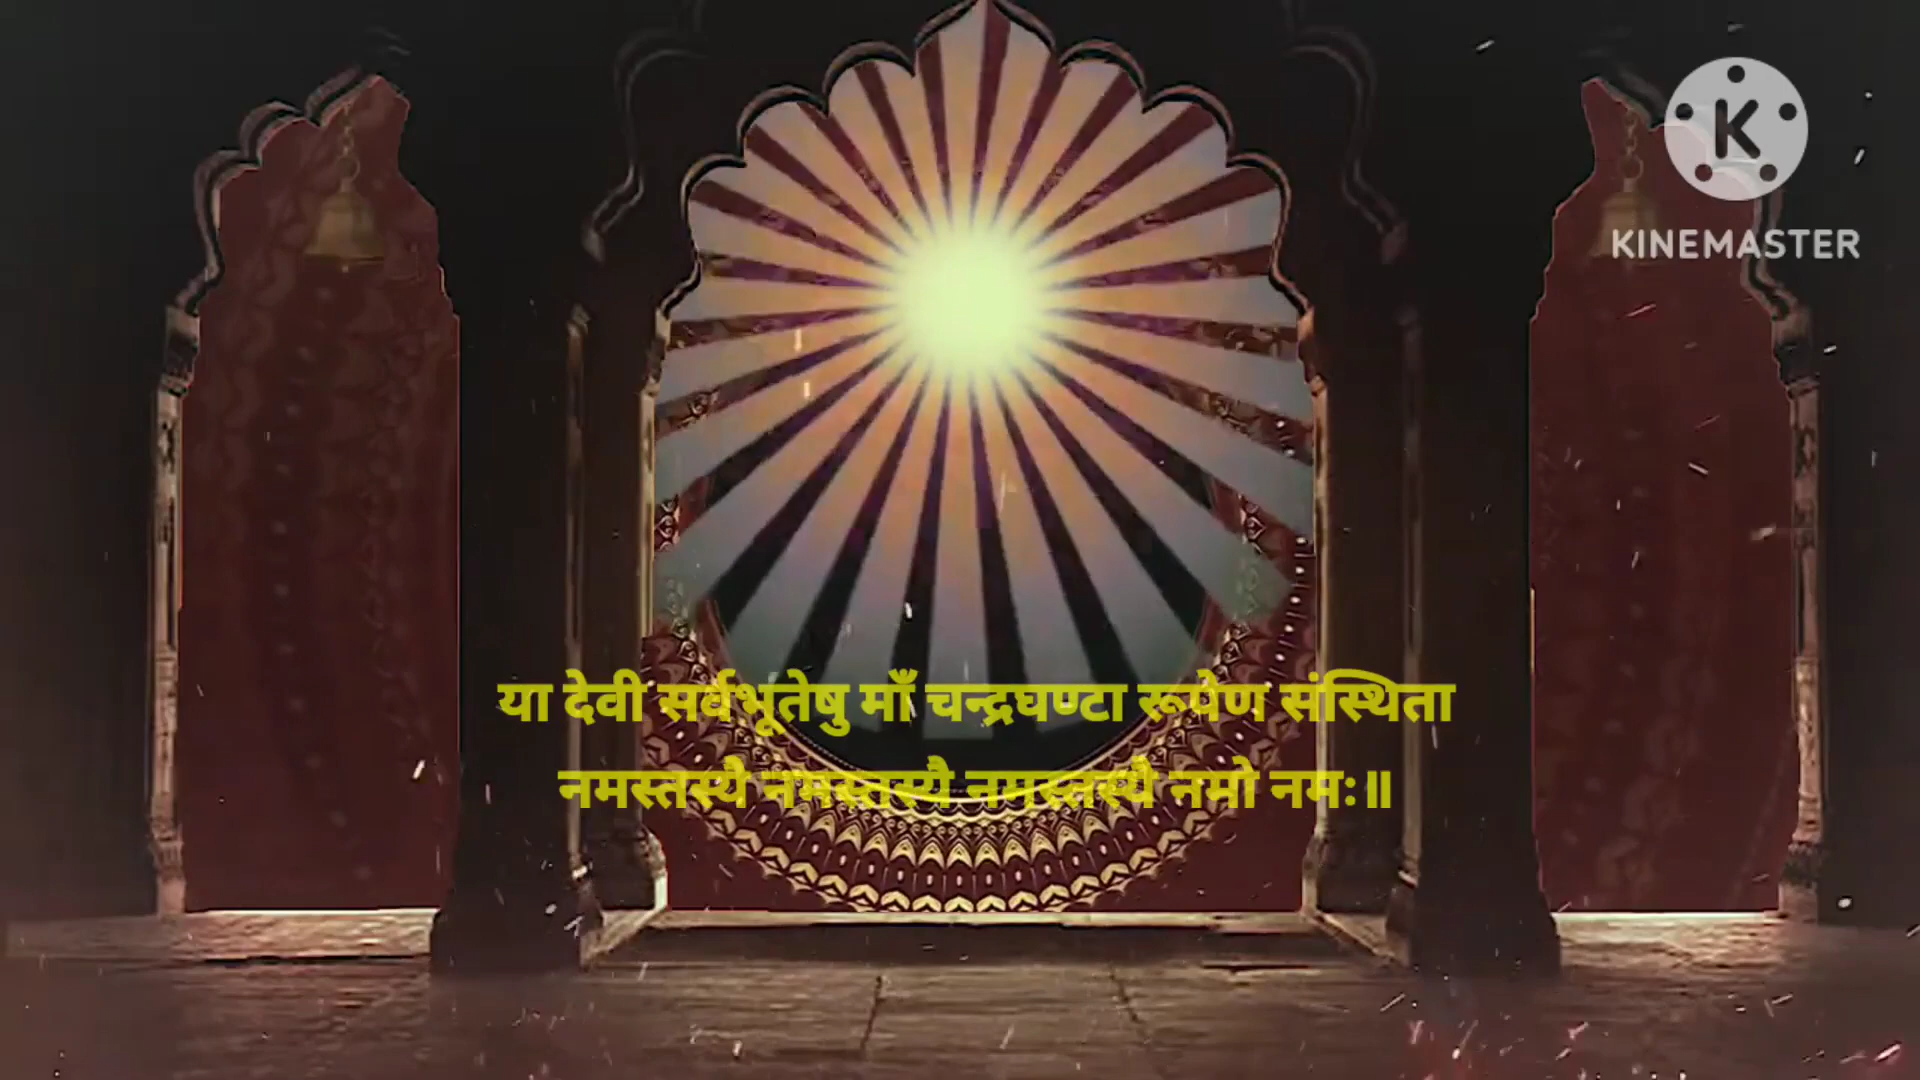 KINEMASTER
या देवी सर्वभूतेषु माँ चन्द्रघण्टा रूपेण संस्थिता
नमस्तस्यै नमस्तस्यै नमस्तस्यै नमो नमः॥